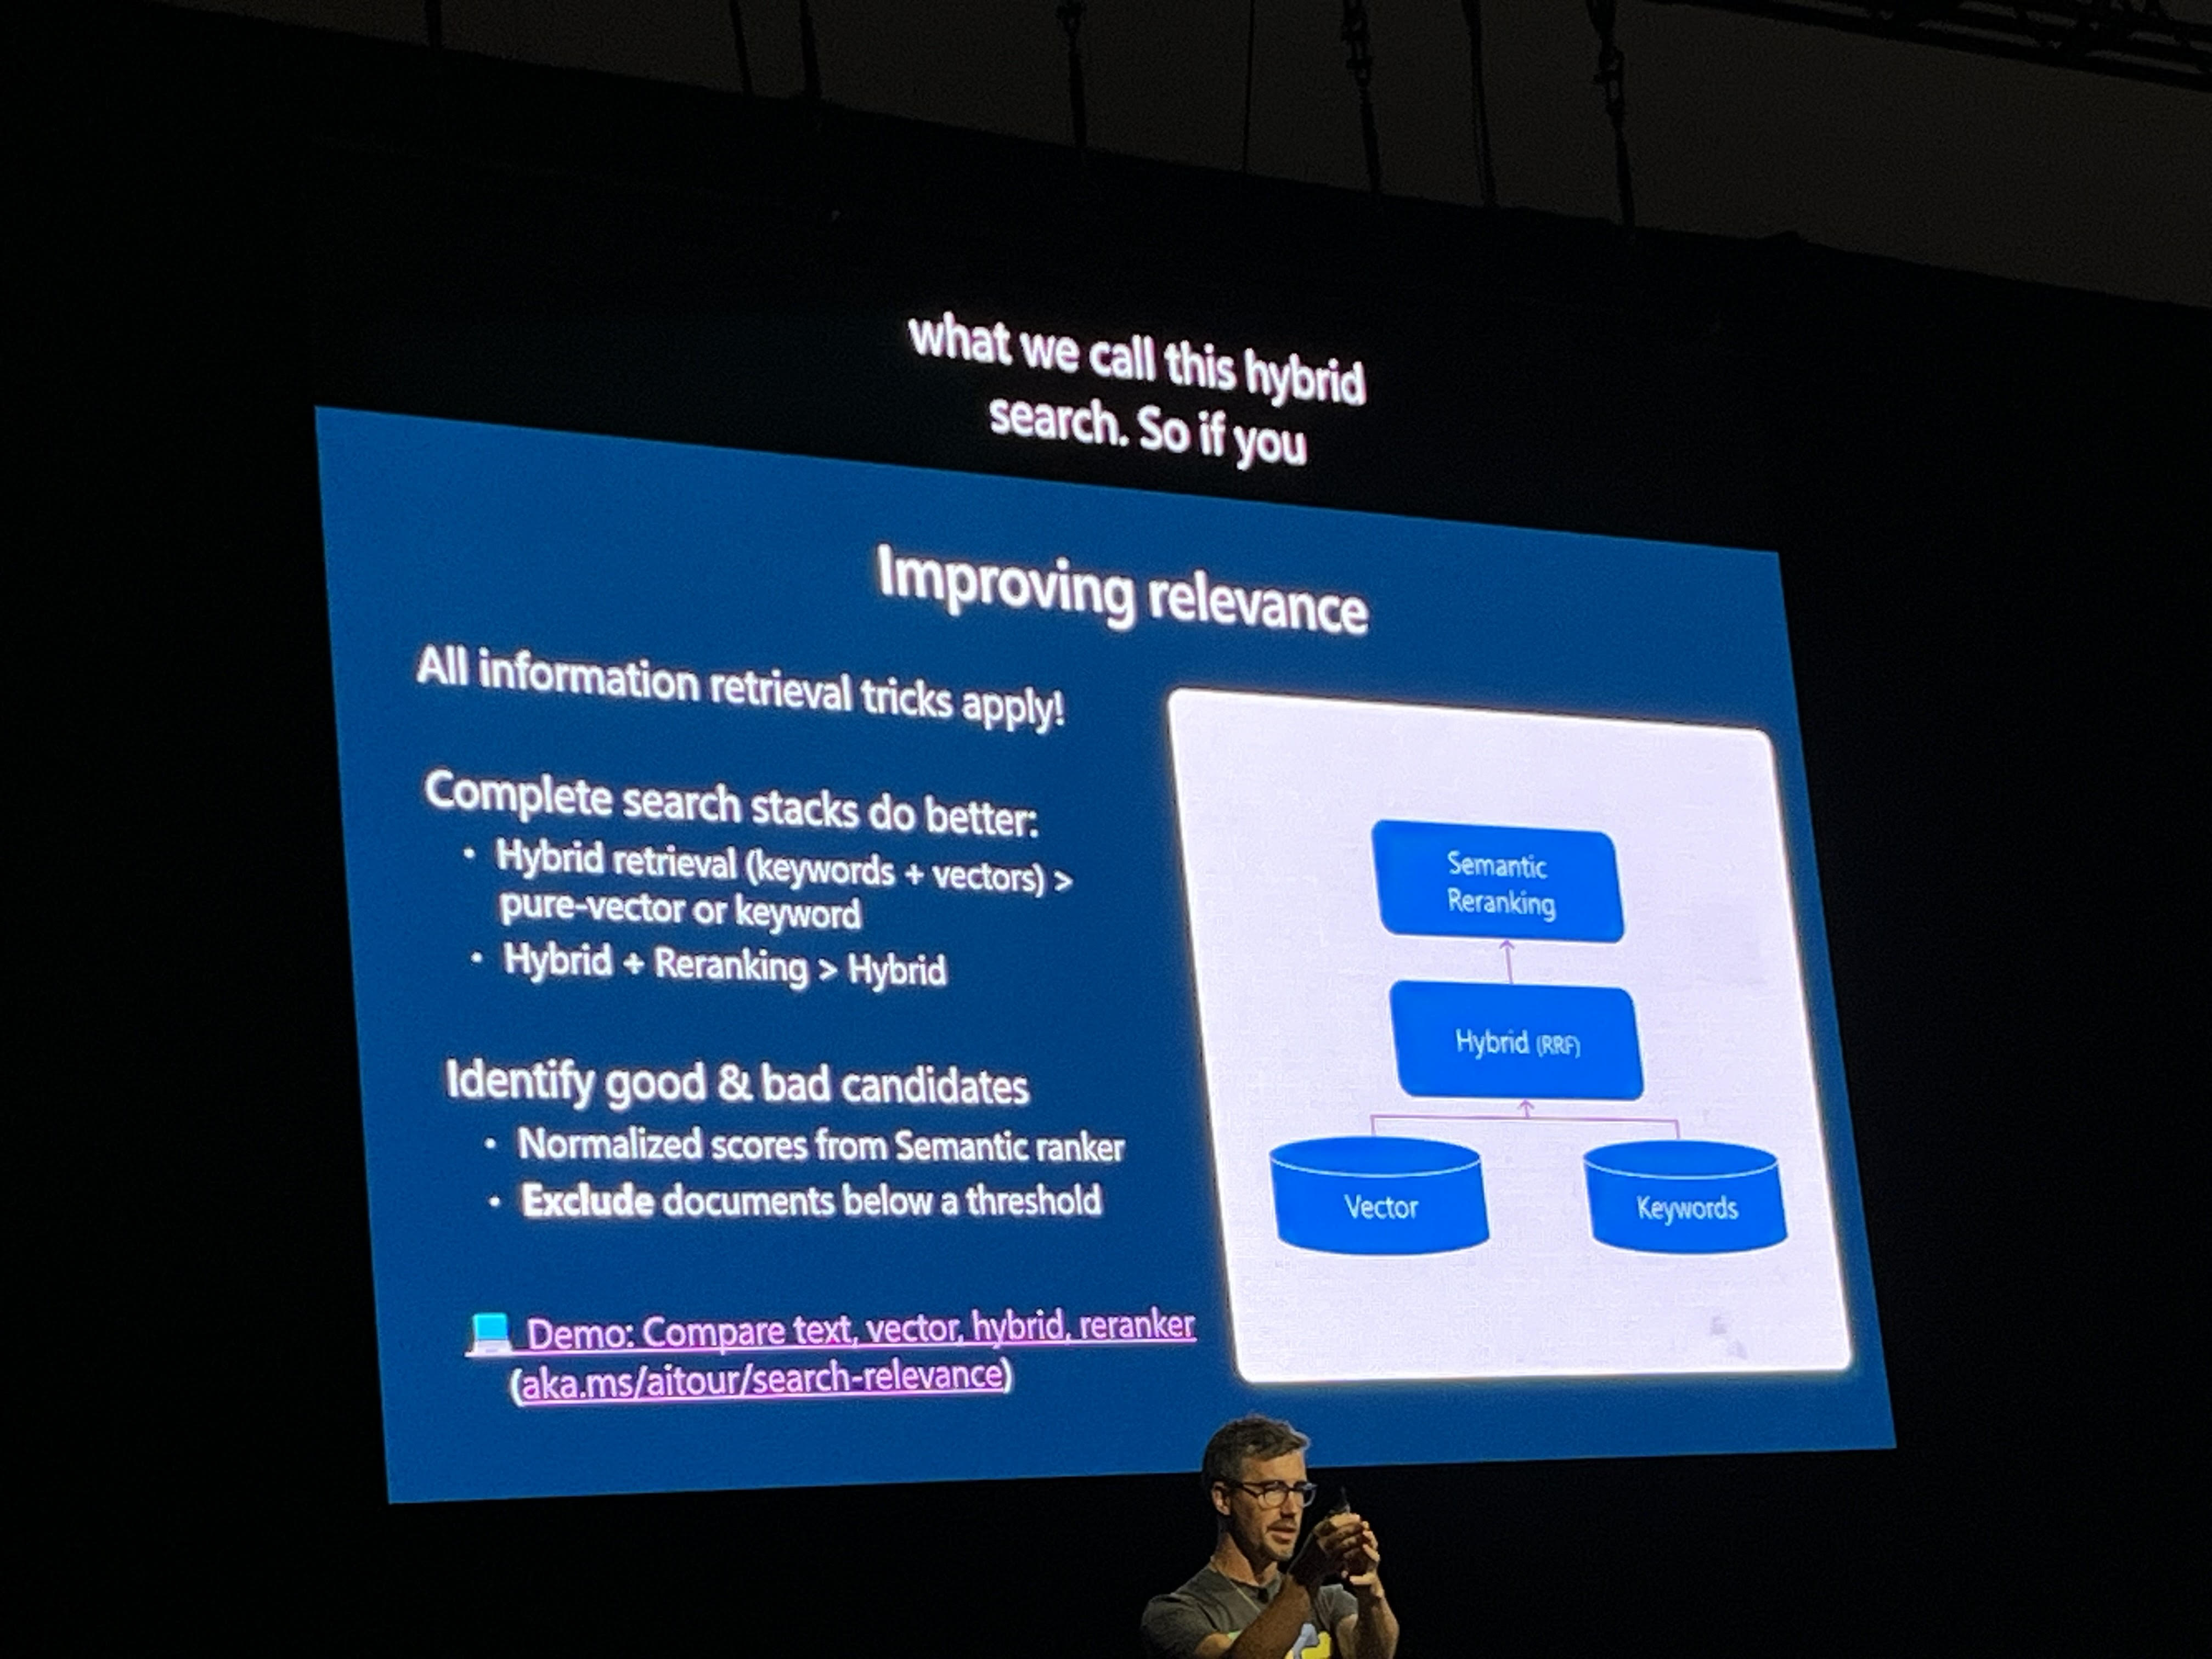 what we call this hybrid
search. So if you
Improving relevance
All information retrieval tricks apply!
Complete search stacks do better:
• Hybrid retrieval (keywords + vectors) >
pure-vector or keyword
• Hybrid + Reranking > Hybrid
Identify good & bad candidates
• Normalized scores from Semantic ranker
• Exclude documents below a threshold
💻 Demo: Compare text, vector, hybrid, reranker
(aka.ms/aitour/search-relevance)
Semantic
Reranking
Hybrid (RRF)
Vector
Keywords